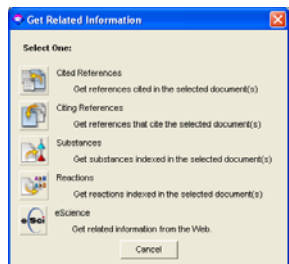 Get Related Information
Select One:
Cited References
Get references cited in the selected document(s)
Citing References
Get references that cite the selected document(s)
Substances
Get substances indexed in the selected document(s)
Reactions
Get reactions indexed in the selected document(s)
eScience
eSci
Get related information from the Web.
Cancel